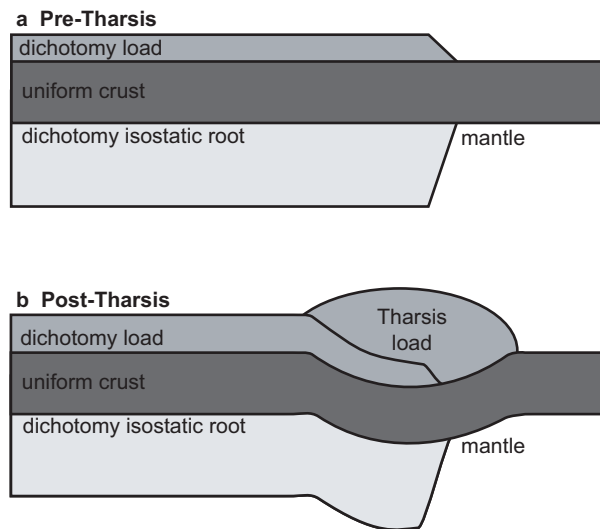 a Pre-Tharsis
dichotomy load
uniform crust
dichotomy isostatic root
mantle
b Post-Tharsis
Tharsis
load
dichotomy load
uniform crust
dichotomy isostatic root
mantle